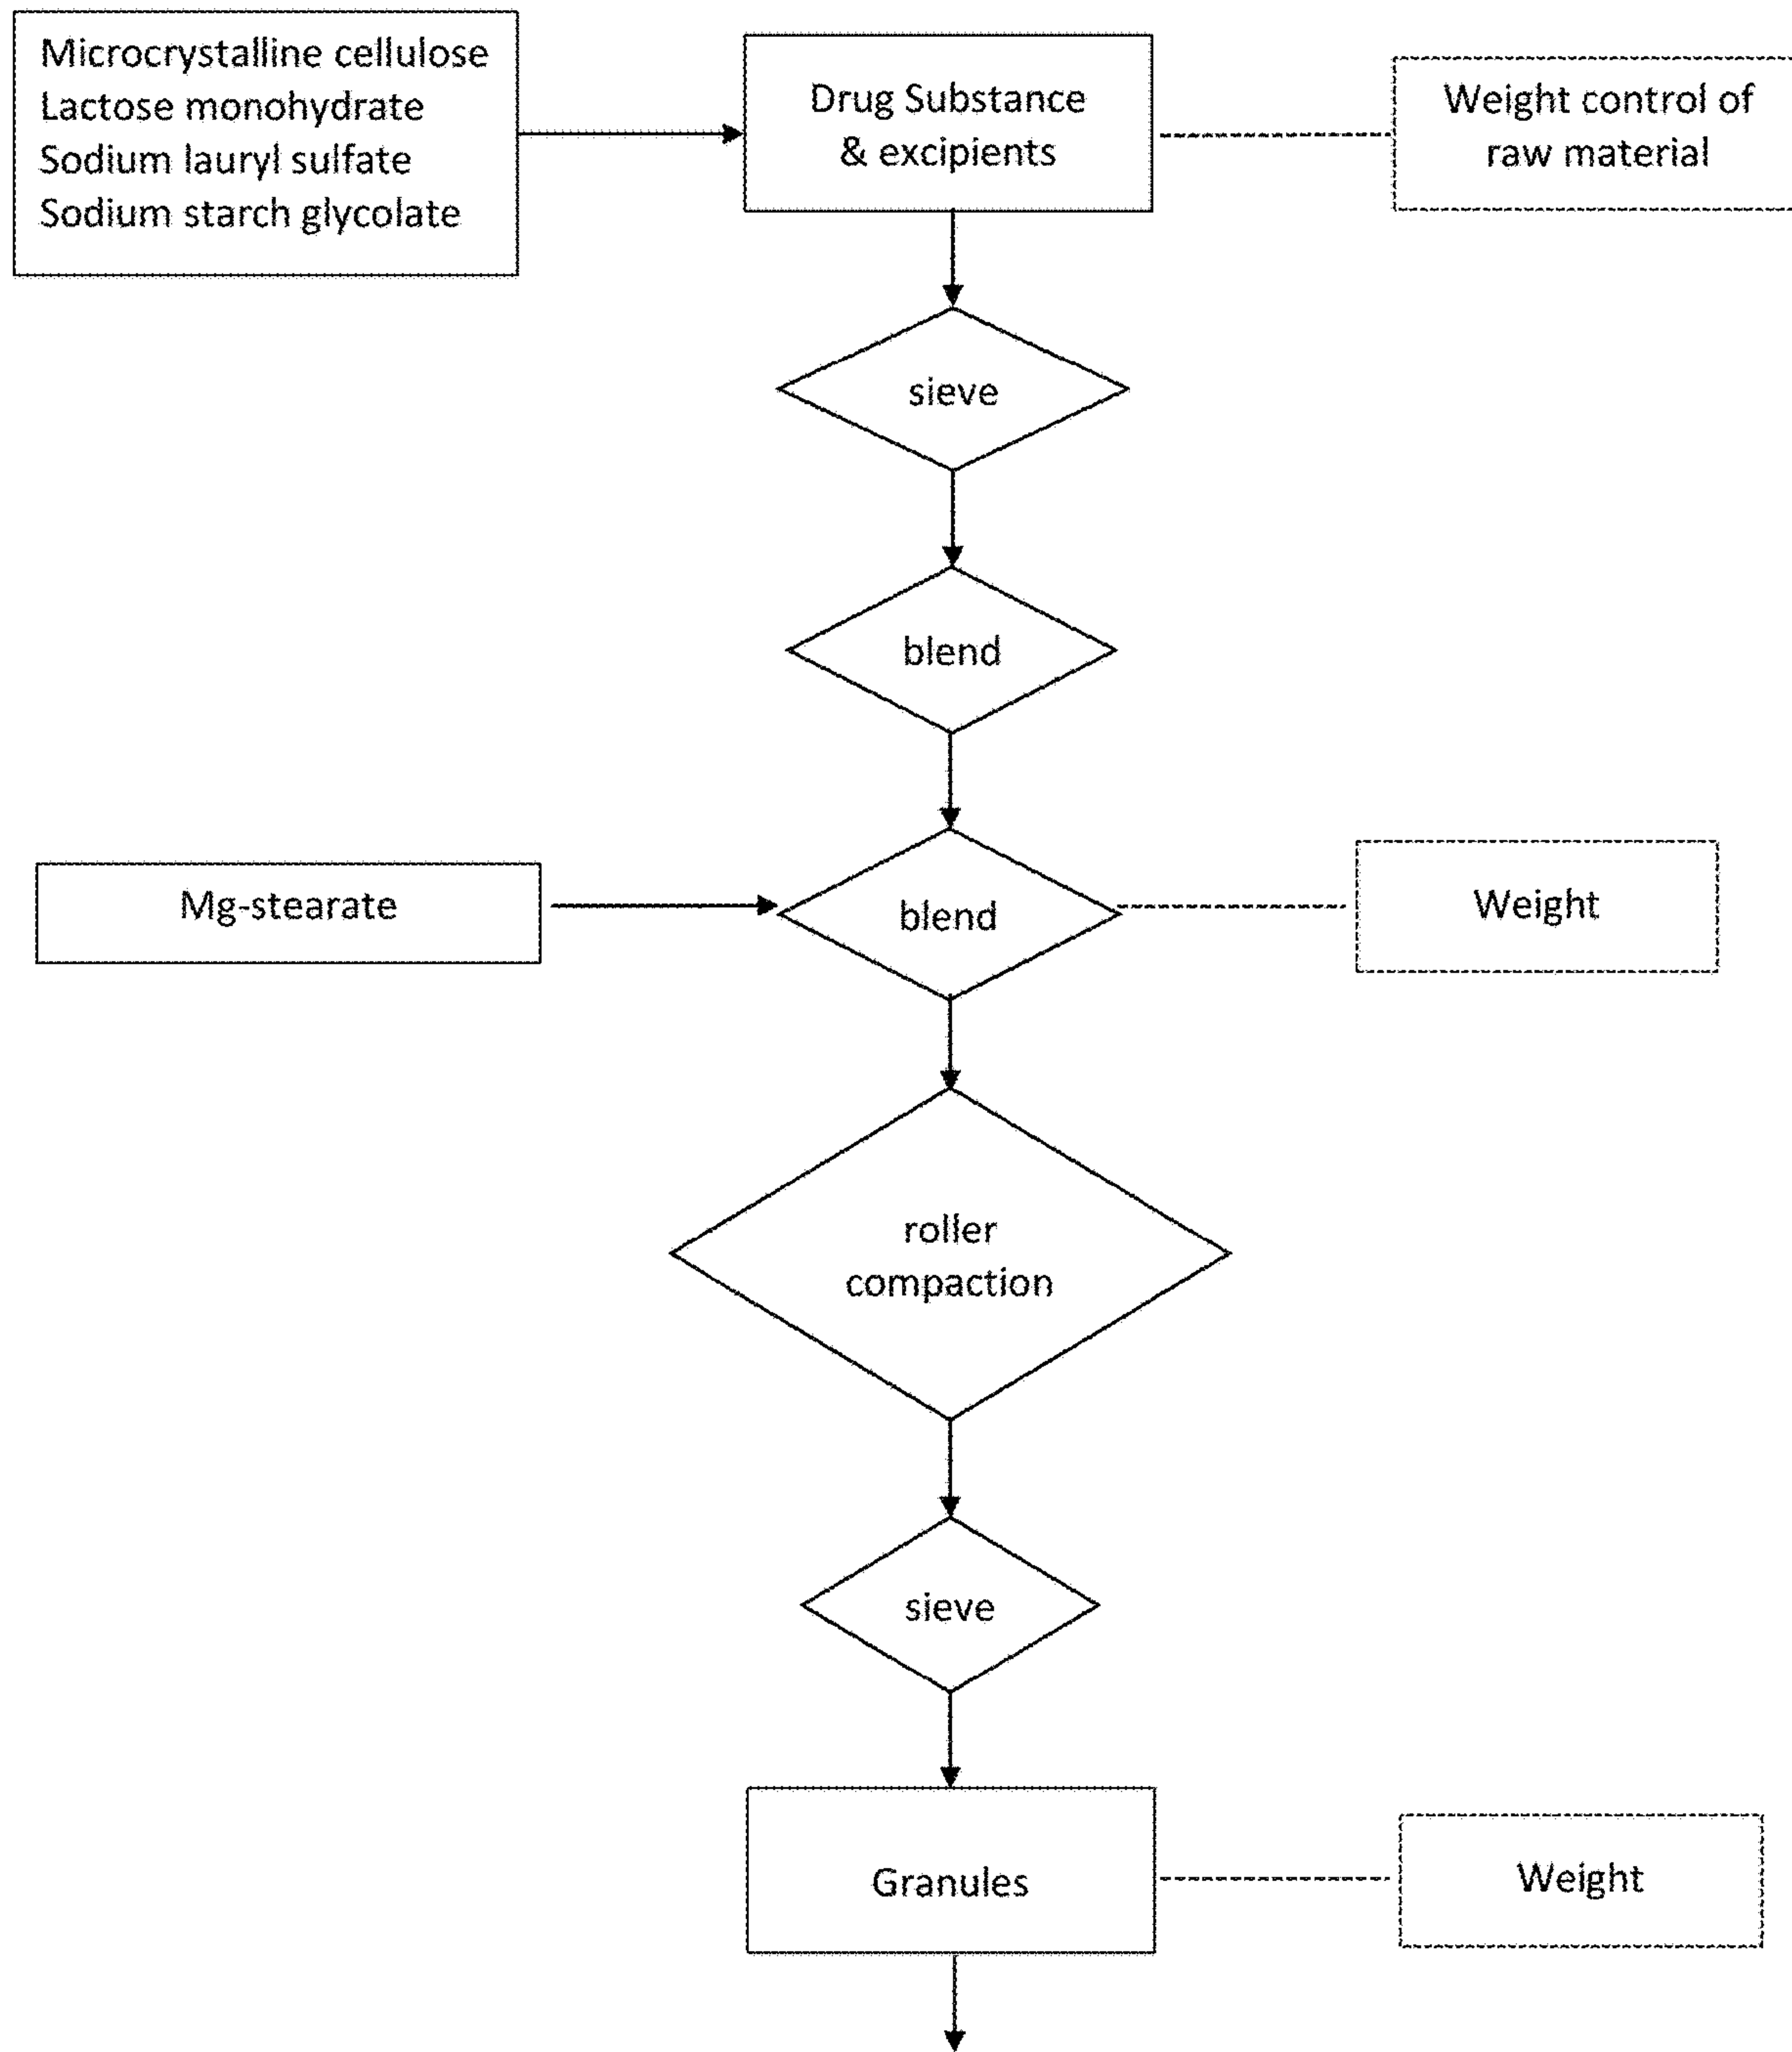 Microcrystalline cellulose
Lactose monohydrate
Sodium lauryl sulfate
Sodium starch glycolate
Drug Substance
& excipients
Weight control of
raw material
sieve
blend
Mg-stearate
blend
Weight
roller
compaction
sieve
Granules
Weight